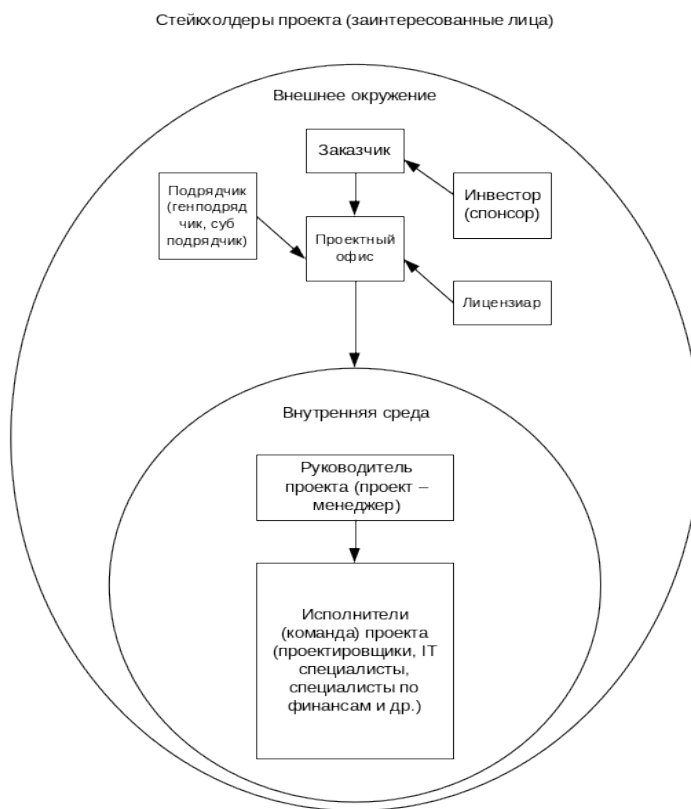 Стейкхолдеры проекта (заинтересованные лица)
Внешнее окружение
Заказчик
Подрядчик
(генподряд
чик, суб
подрядчик)
Инвестор
(спонсор)
Проектный
офис
Лицензиар
Внутренняя среда
Руководитель
проекта (проект –
менеджер)
Исполнители
(команда) проекта
(проектировщики, IT
специалисты,
специалисты по
финансам и др.)